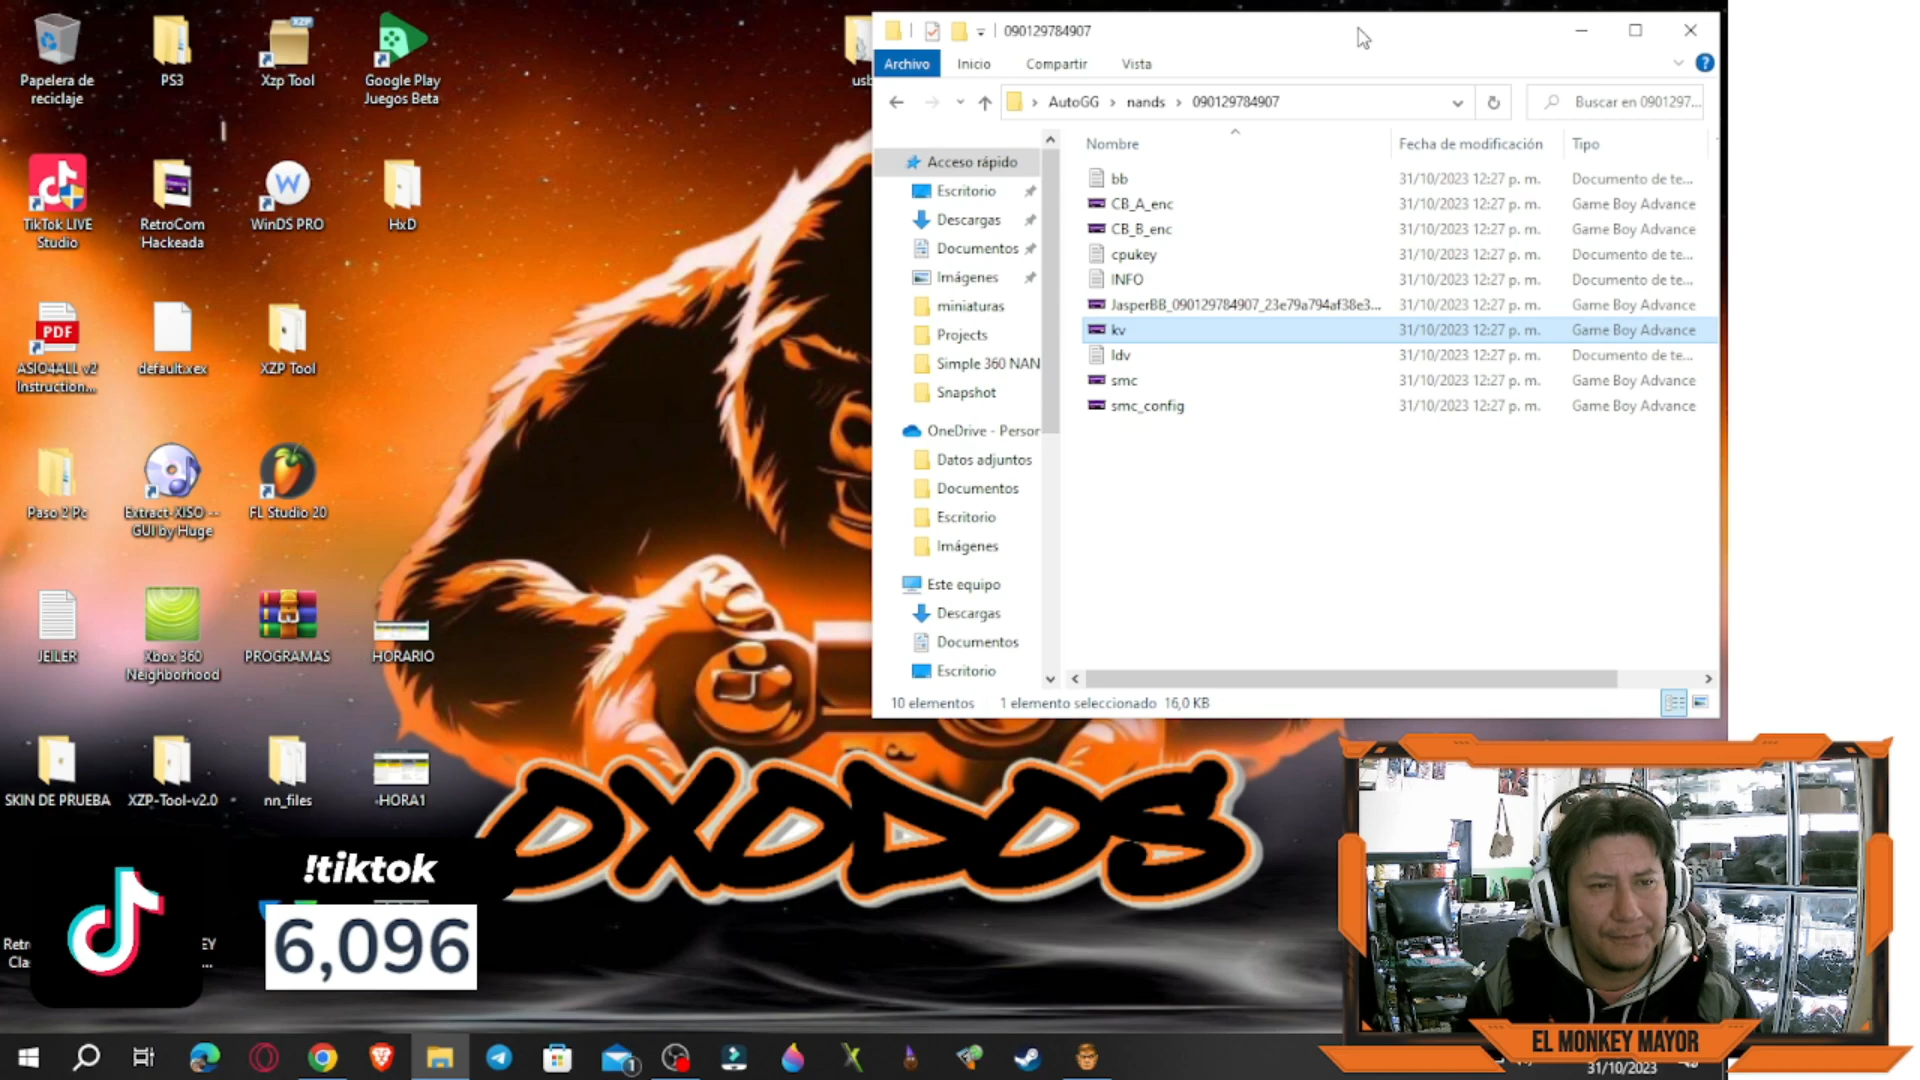 Papelera de
reciclaje
PS3
Xzp Tool
Google Play
Juegos Beta
usb
TikTok LIVE
Studio
RetroCom
Hackeada
WinDS PRO
HxD
PDF
ASIO4ALL v2
Instruction...
default.xex
XZP Tool
Paso 2 Pc
Extract-XISO --
GUI by Huge
FL Studio 20
JEILER
Xbox 360
Neighborhood
PROGRAMAS
HORARIO
SKIN DE PRUEBA
XZP-Tool-v2.0
nn_files
-HORA1
DXDDOS
!tiktok
6,096
090129784907
Archivo
Inicio
Compartir
Vista
AutoGG > nands > 090129784907
Buscar en 0901297...
Nombre
Fecha de modificación
Tipo
bb 31/10/2023 12:27 p. m. Documento de te...
CB_A_enc 31/10/2023 12:27 p. m. Game Boy Advance
CB_B_enc 31/10/2023 12:27 p. m. Game Boy Advance
cpukey 31/10/2023 12:27 p. m. Documento de te...
INFO 31/10/2023 12:27 p. m. Documento de te...
JasperBB_090129784907_23e79a794af38e3... 31/10/2023 12:27 p. m. Game Boy Advance
kv 31/10/2023 12:27 p. m. Game Boy Advance
ldv 31/10/2023 12:27 p. m. Documento de te...
smc 31/10/2023 12:27 p. m. Game Boy Advance
smc_config 31/10/2023 12:27 p. m. Game Boy Advance
Acceso rápido
Escritorio
Descargas
Documentos
Imágenes
miniaturas
Projects
Simple 360 NAN
Snapshot
OneDrive - Person
Datos adjuntos
Documentos
Escritorio
Imágenes
Este equipo
Descargas
Documentos
Escritorio
10 elementos 1 elemento seleccionado 16,0 KB
EL MONKEY MAYOR
31/10/2023